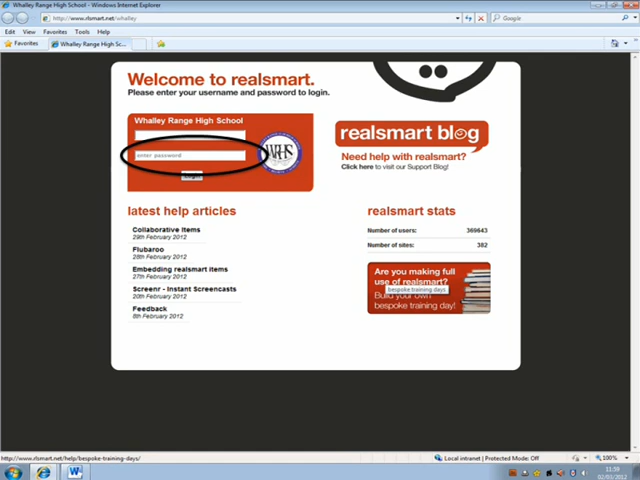 Whalley Range High School - Windows Internet Explorer
http://www.rlsmart.net/whalley
Google
Edit View Favorites Tools Help
Favorites
Whalley Range High Sc...
Welcome to realsmart.
Please enter your username and password to login.
Whalley Range High School
enter password
WRHS
realsmart blog
Need help with realsmart?
Click here to visit our Support Blog!
latest help articles
Collaborative Items
29th February 2012
Flubaroo
28th February 2012
Embedding realsmart items
27th February 2012
Screenr - Instant Screencasts
20th February 2012
Feedback
8th February 2012
realsmart stats
Number of users: 369643
Number of sites: 382
Are you making full
use of realsmart?
bespoke training days
Build your own
bespoke training day!
http://www.rlsmart.net/help/bespoke-training-days/
Local intranet | Protected Mode: Off
100%
11:59
02/03/2012